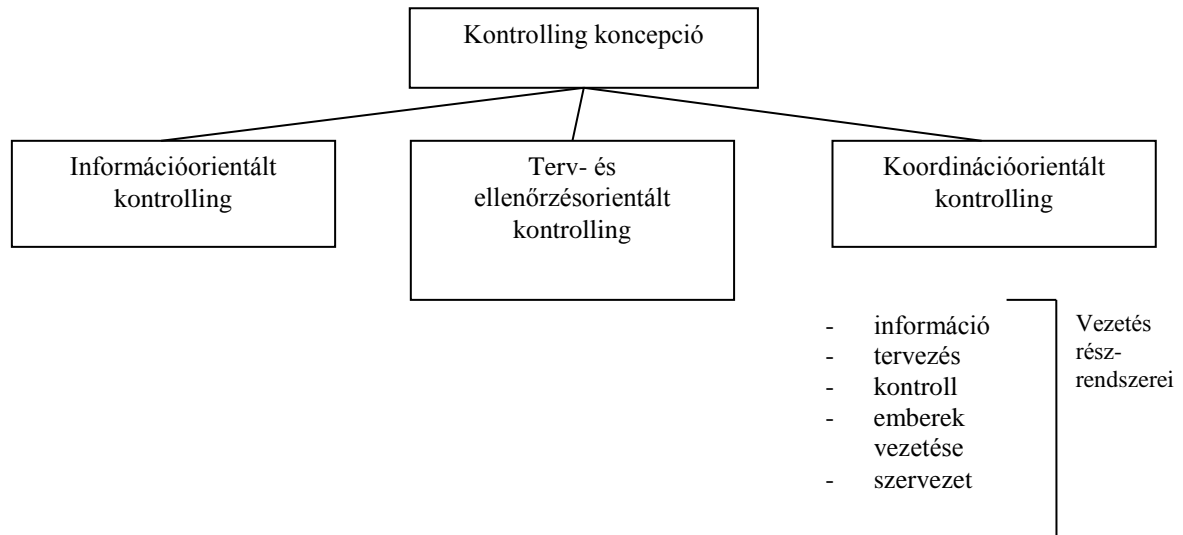 Kontrolling koncepció
Információorientált
kontrolling
Terv- és
ellenőrzésorientált
kontrolling
Koordinációorientált
kontrolling
- információ
- tervezés
- kontroll
- emberek
vezetése
- szervezet
Vezetés
rész-
rendszerei